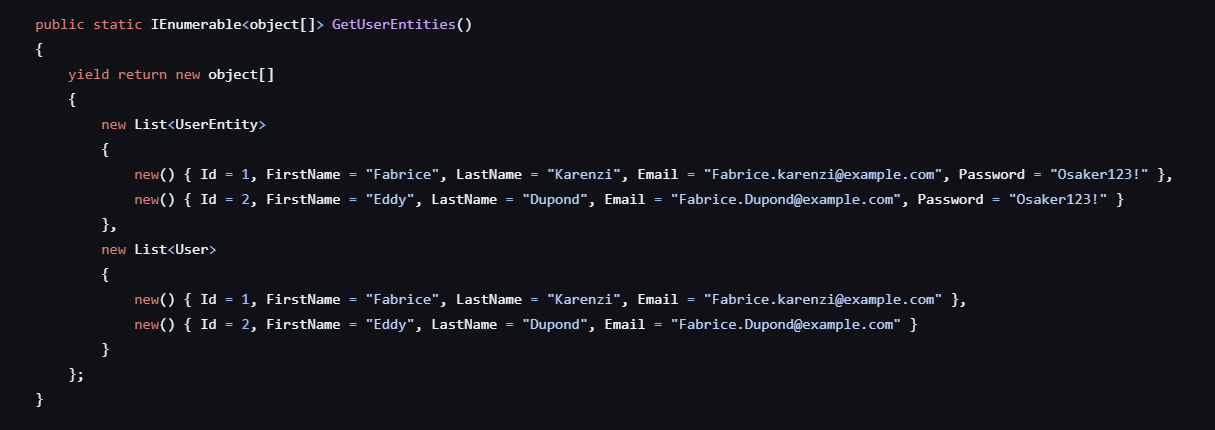 public static IEnumerable<object[]> GetUserEntities()
{
    yield return new object[]
    {
        new List<UserEntity>
        {
            new() { Id = 1, FirstName = "Fabrice", LastName = "Karenzi", Email = "Fabrice.karenzi@example.com", Password = "Osaker123!" },
            new() { Id = 2, FirstName = "Eddy", LastName = "Dupond", Email = "Fabrice.Dupond@example.com", Password = "Osaker123!" }
        },
        new List<User>
        {
            new() { Id = 1, FirstName = "Fabrice", LastName = "Karenzi", Email = "Fabrice.karenzi@example.com" },
            new() { Id = 2, FirstName = "Eddy", LastName = "Dupond", Email = "Fabrice.Dupond@example.com" }
        }
    };
}